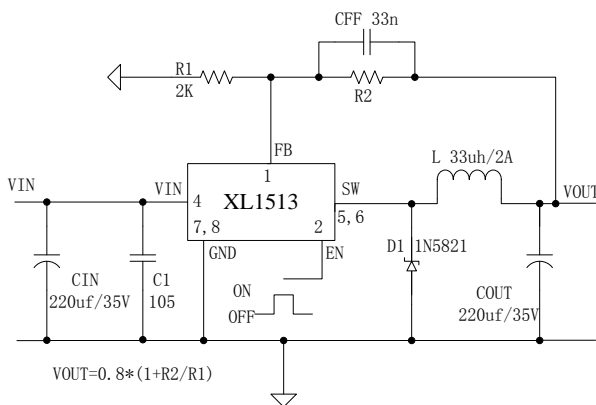 CFF 33n
R1
2K
R2
FB
1
L 33uh/2A
VIN
VIN
4
XL1513
SW
5,6
VOUT
7,8
2
GND
EN
D1 1N5821
CIN
220uf/35V
C1
105
ON
OFF
COUT
220uf/35V
VOUT=0.8*(1+R2/R1)